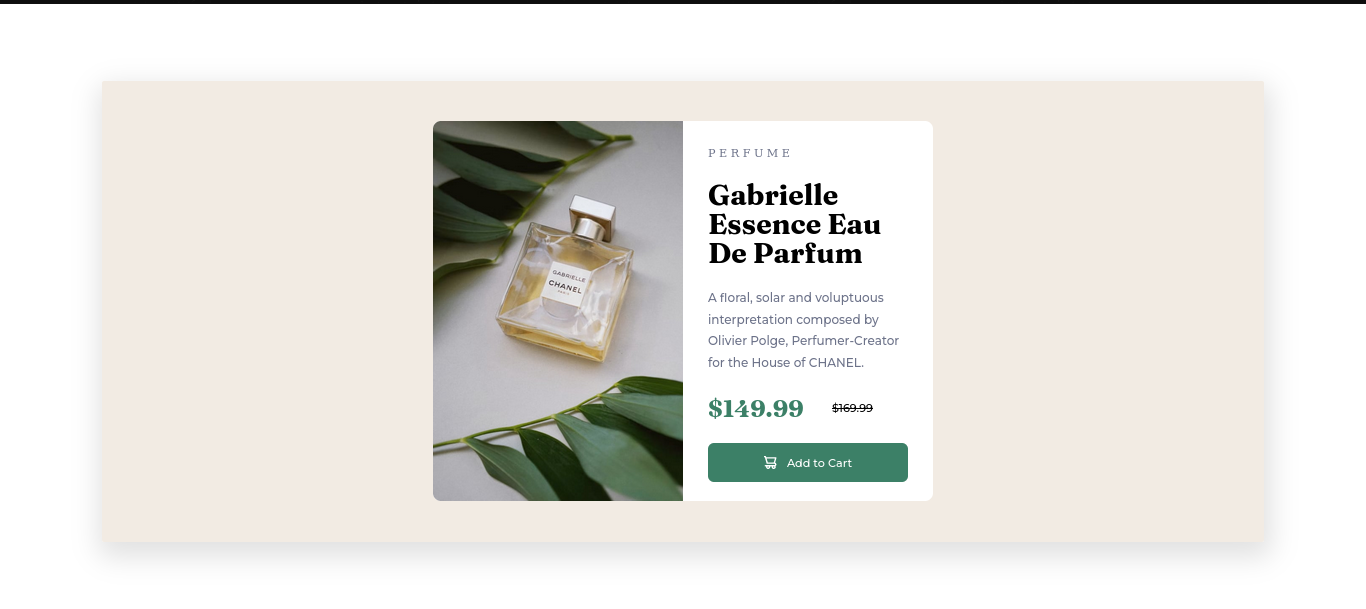 PERFUME
Gabrielle
Essence Eau
De Parfum
GABRIELLE
CHANEL
A floral, solar and voluptuous
interpretation composed by
Olivier Polge, Perfumer-Creator
for the House of CHANEL.
$149.99 $169.99
Add to Cart